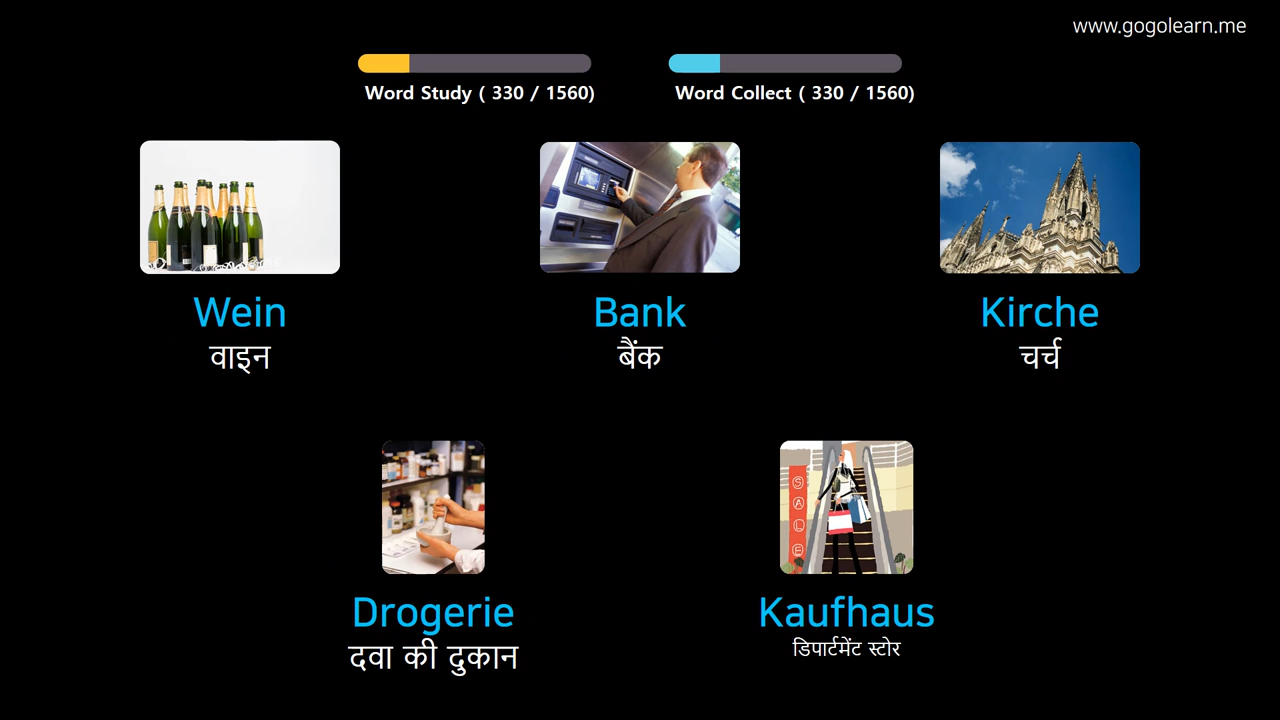 www.gogolearn.me
Word Study ( 330 / 1560)
Word Collect ( 330 / 1560)
Wein
वाइन
Bank
बैंक
Kirche
चर्च
SALE
Drogerie
दवा की दुकान
Kaufhaus
डिपार्टमेंट स्टोर